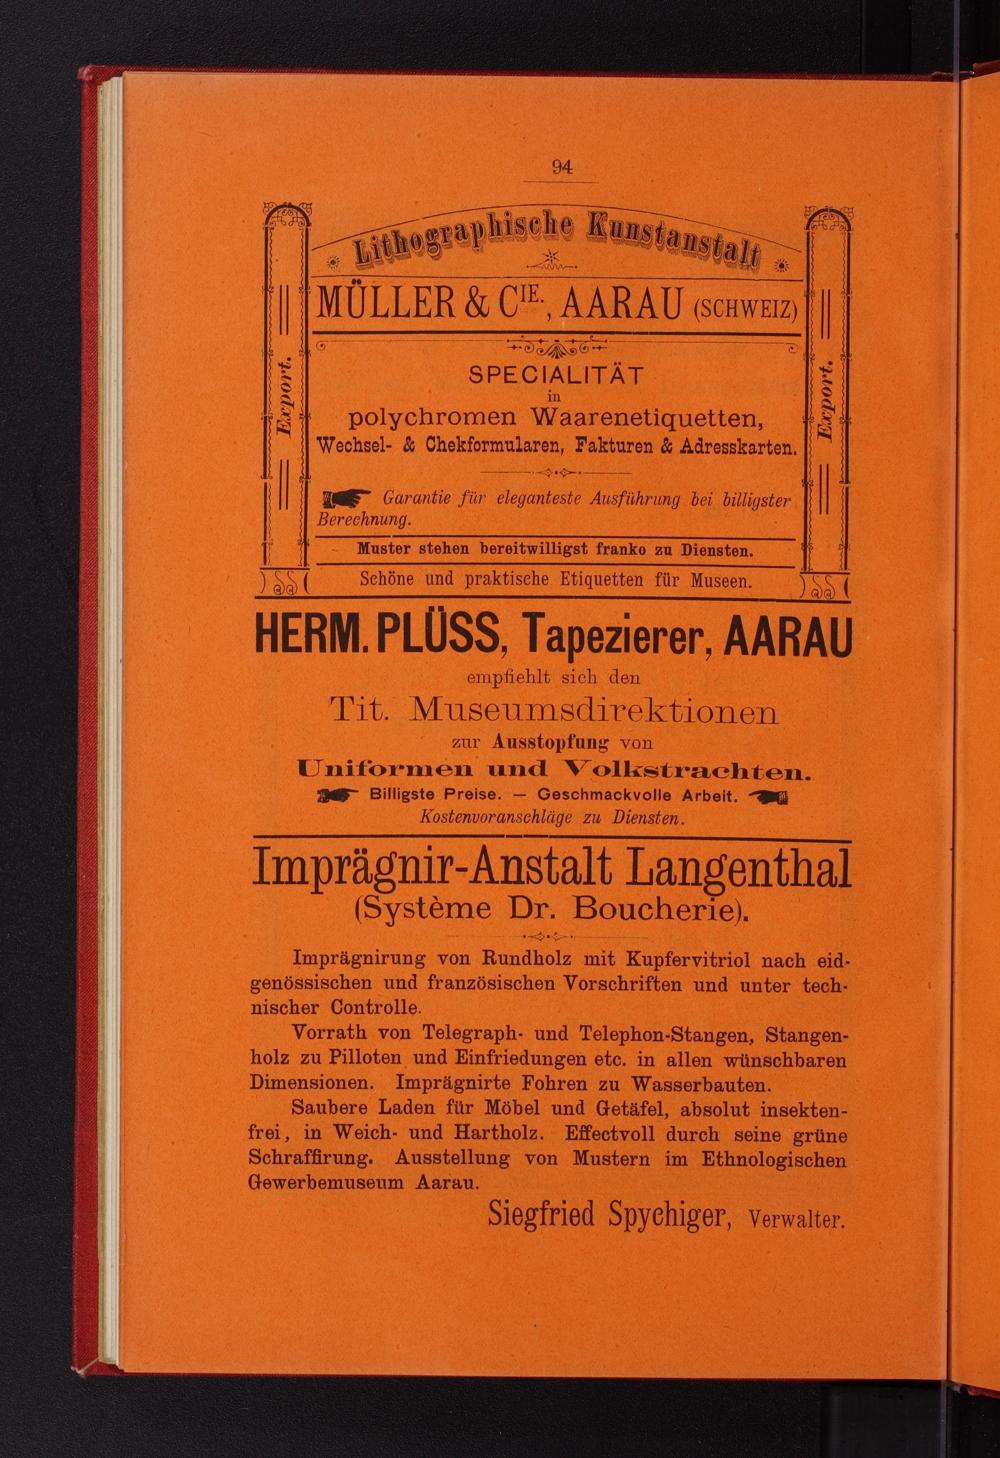 94
Lithographische Kunstanstalt
MÜLLER & CIE., AARAU (SCHWEIZ)
Export.
Export.
SPECIALITÄT
in
polychromen Waarenetiquetten,
Wechsel- & Chekformularen, Fakturen & Adresskarten.
Garantie für eleganteste Ausführung bei billigster
Berechnung.
Muster stehen bereitwilligst franko zu Diensten.
Schöne und praktische Etiquetten für Museen.
HERM. PLÜSS, Tapezierer, AARAU
empfiehlt sich den
Tit. Museumsdirektionen
zur Ausstopfung von
Uniformen und Volkstrachten.
Billigste Preise. — Geschmackvolle Arbeit.
Kostenvoranschläge zu Diensten.
Imprägnir-Anstalt Langenthal
(Système Dr. Boucherie).
Imprägnirung von Rundholz mit Kupfervitriol nach eid-
genössischen und französischen Vorschriften und unter tech-
nischer Controlle.
Vorrath von Telegraph- und Telephon-Stangen, Stangen-
holz zu Pilloten und Einfriedungen etc. in allen wünschbaren
Dimensionen. Imprägnirte Fohren zu Wasserbauten.
Saubere Laden für Möbel und Getäfel, absolut insekten-
frei, in Weich- und Hartholz. Effectvoll durch seine grüne
Schraffirung. Ausstellung von Mustern im Ethnologischen
Gewerbemuseum Aarau.
Siegfried Spychiger, Verwalter.